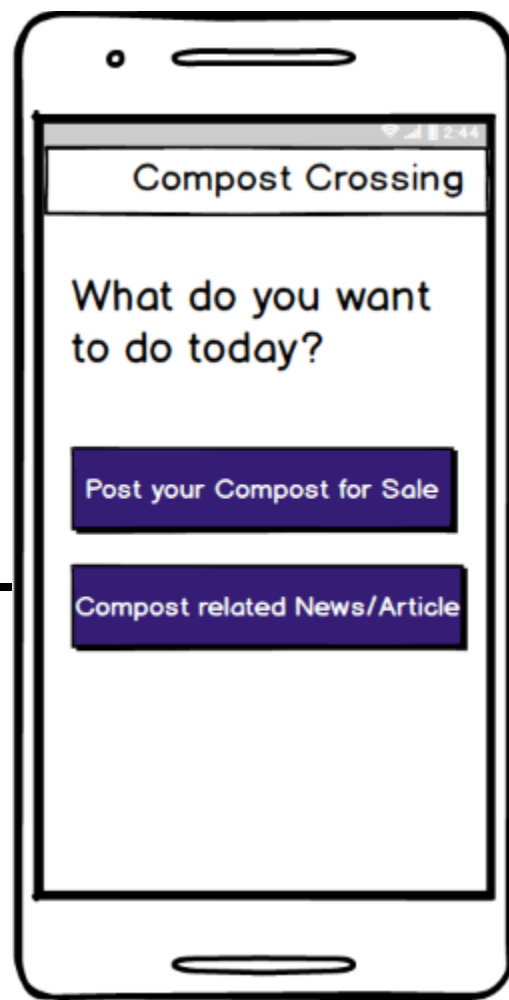 2:44
Compost Crossing
What do you want
to do today?
Post your Compost for Sale
Compost related News/Article